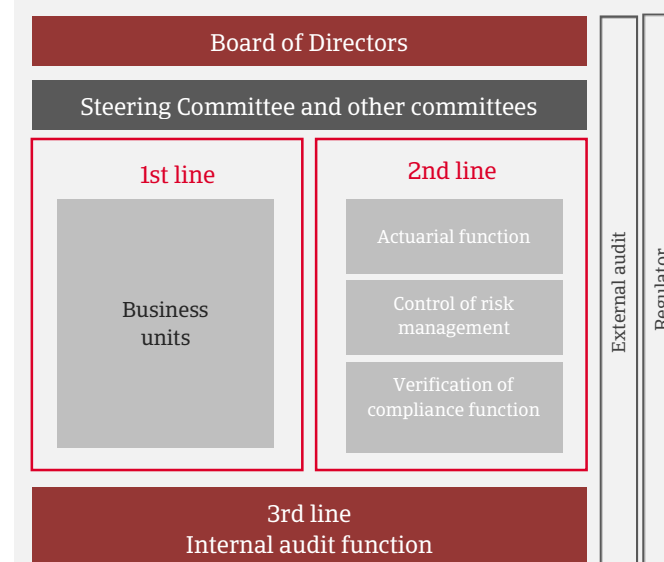 Board of Directors
Steering Committee and other committees
1st line
Business
units
2nd line
Actuarial function
Control of risk
management
Verification of
compliance function
3rd line
Internal audit function
External audit
Regulator